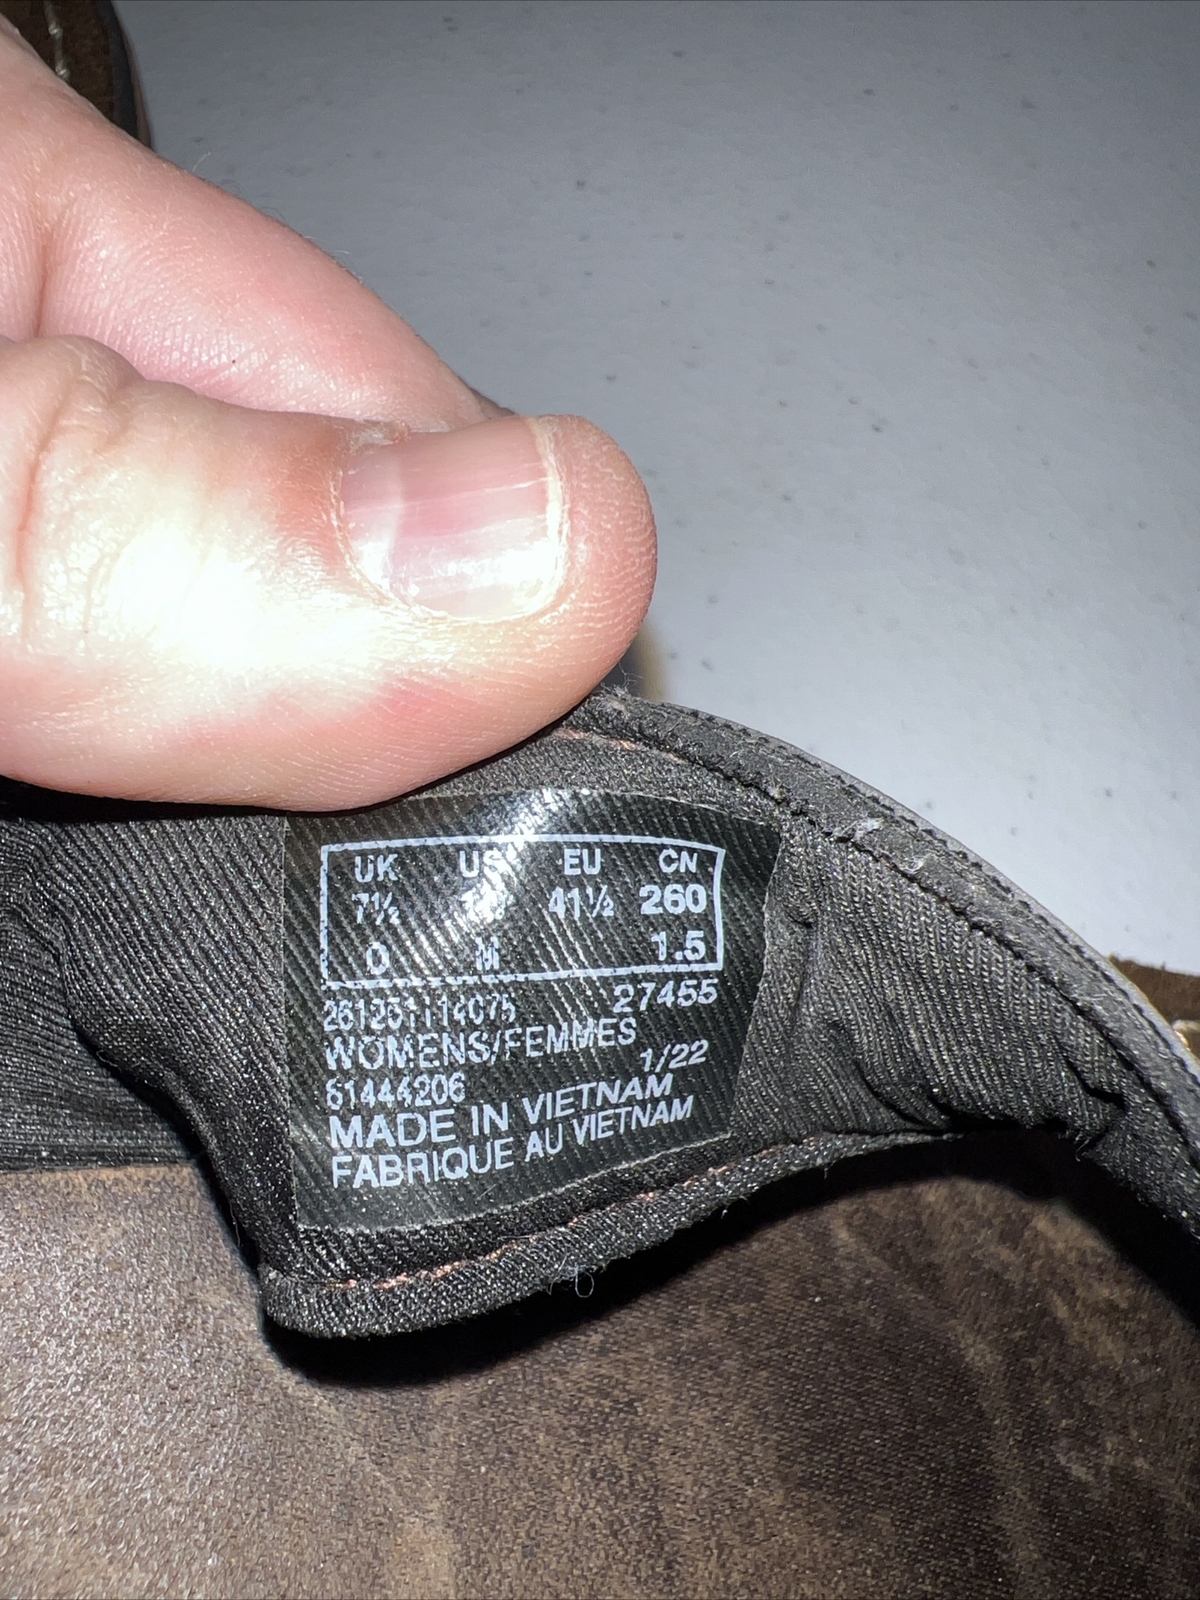 UK US EU CN
7½ 41½ 260
D M 1.5
27455
WOMENS/FEMMES
1/22
61444206
MADE IN VIETNAM
FABRIQUE AU VIETNAM